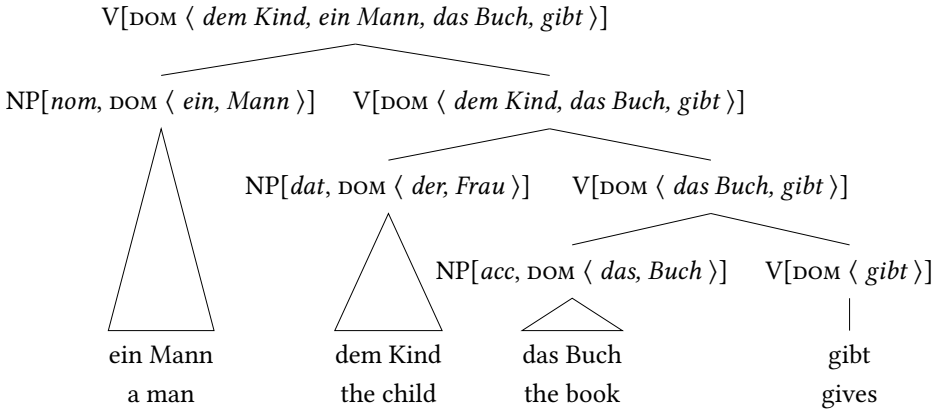 V[DOM ⟨ dem Kind, ein Mann, das Buch, gibt ⟩]
NP[nom, DOM ⟨ ein, Mann ⟩] V[DOM ⟨ dem Kind, das Buch, gibt ⟩]
NP[dat, DOM ⟨ der, Frau ⟩] V[DOM ⟨ das Buch, gibt ⟩]
NP[acc, DOM ⟨ das, Buch ⟩] V[DOM ⟨ gibt ⟩]
ein Mann dem Kind das Buch gibt
a man the child the book gives